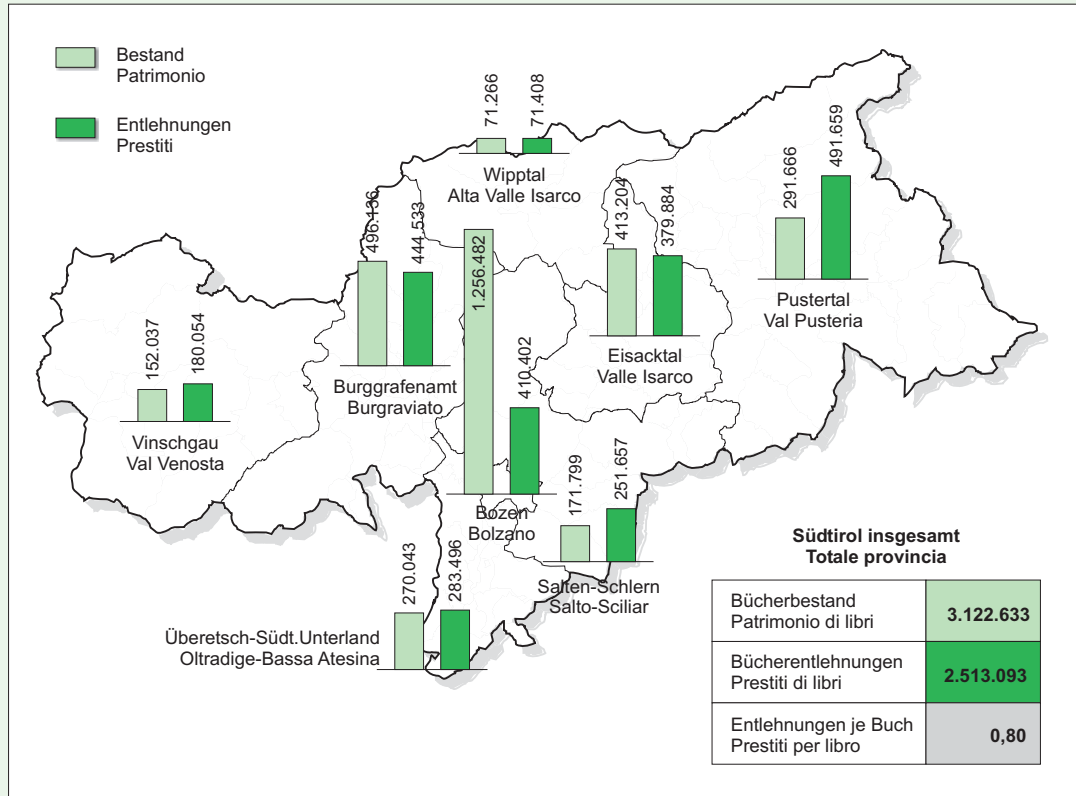 Bestand
Patrimonio
Entlehnungen
Prestiti
71.266
71.408
Wipptal
Alta Valle Isarco
291.666
491.659
Pustertal
Val Pusteria
413.204
379.884
Eisacktal
Valle Isarco
496.136
444.533
Burggrafenamt
Burgraviato
1.256.482
410.402
Bozen
Bolzano
152.037
180.054
Vinschgau
Val Venosta
171.799
251.657
Salten-Schlern
Salto-Sciliar
270.043
283.496
Überetsch-Südt.Unterland
Oltradige-Bassa Atesina
Südtirol insgesamt
Totale provincia
Bücherbestand
Patrimonio di libri
3.122.633
Bücherentlehnungen
Prestiti di libri
2.513.093
Entlehnungen je Buch
Prestiti per libro
0,80